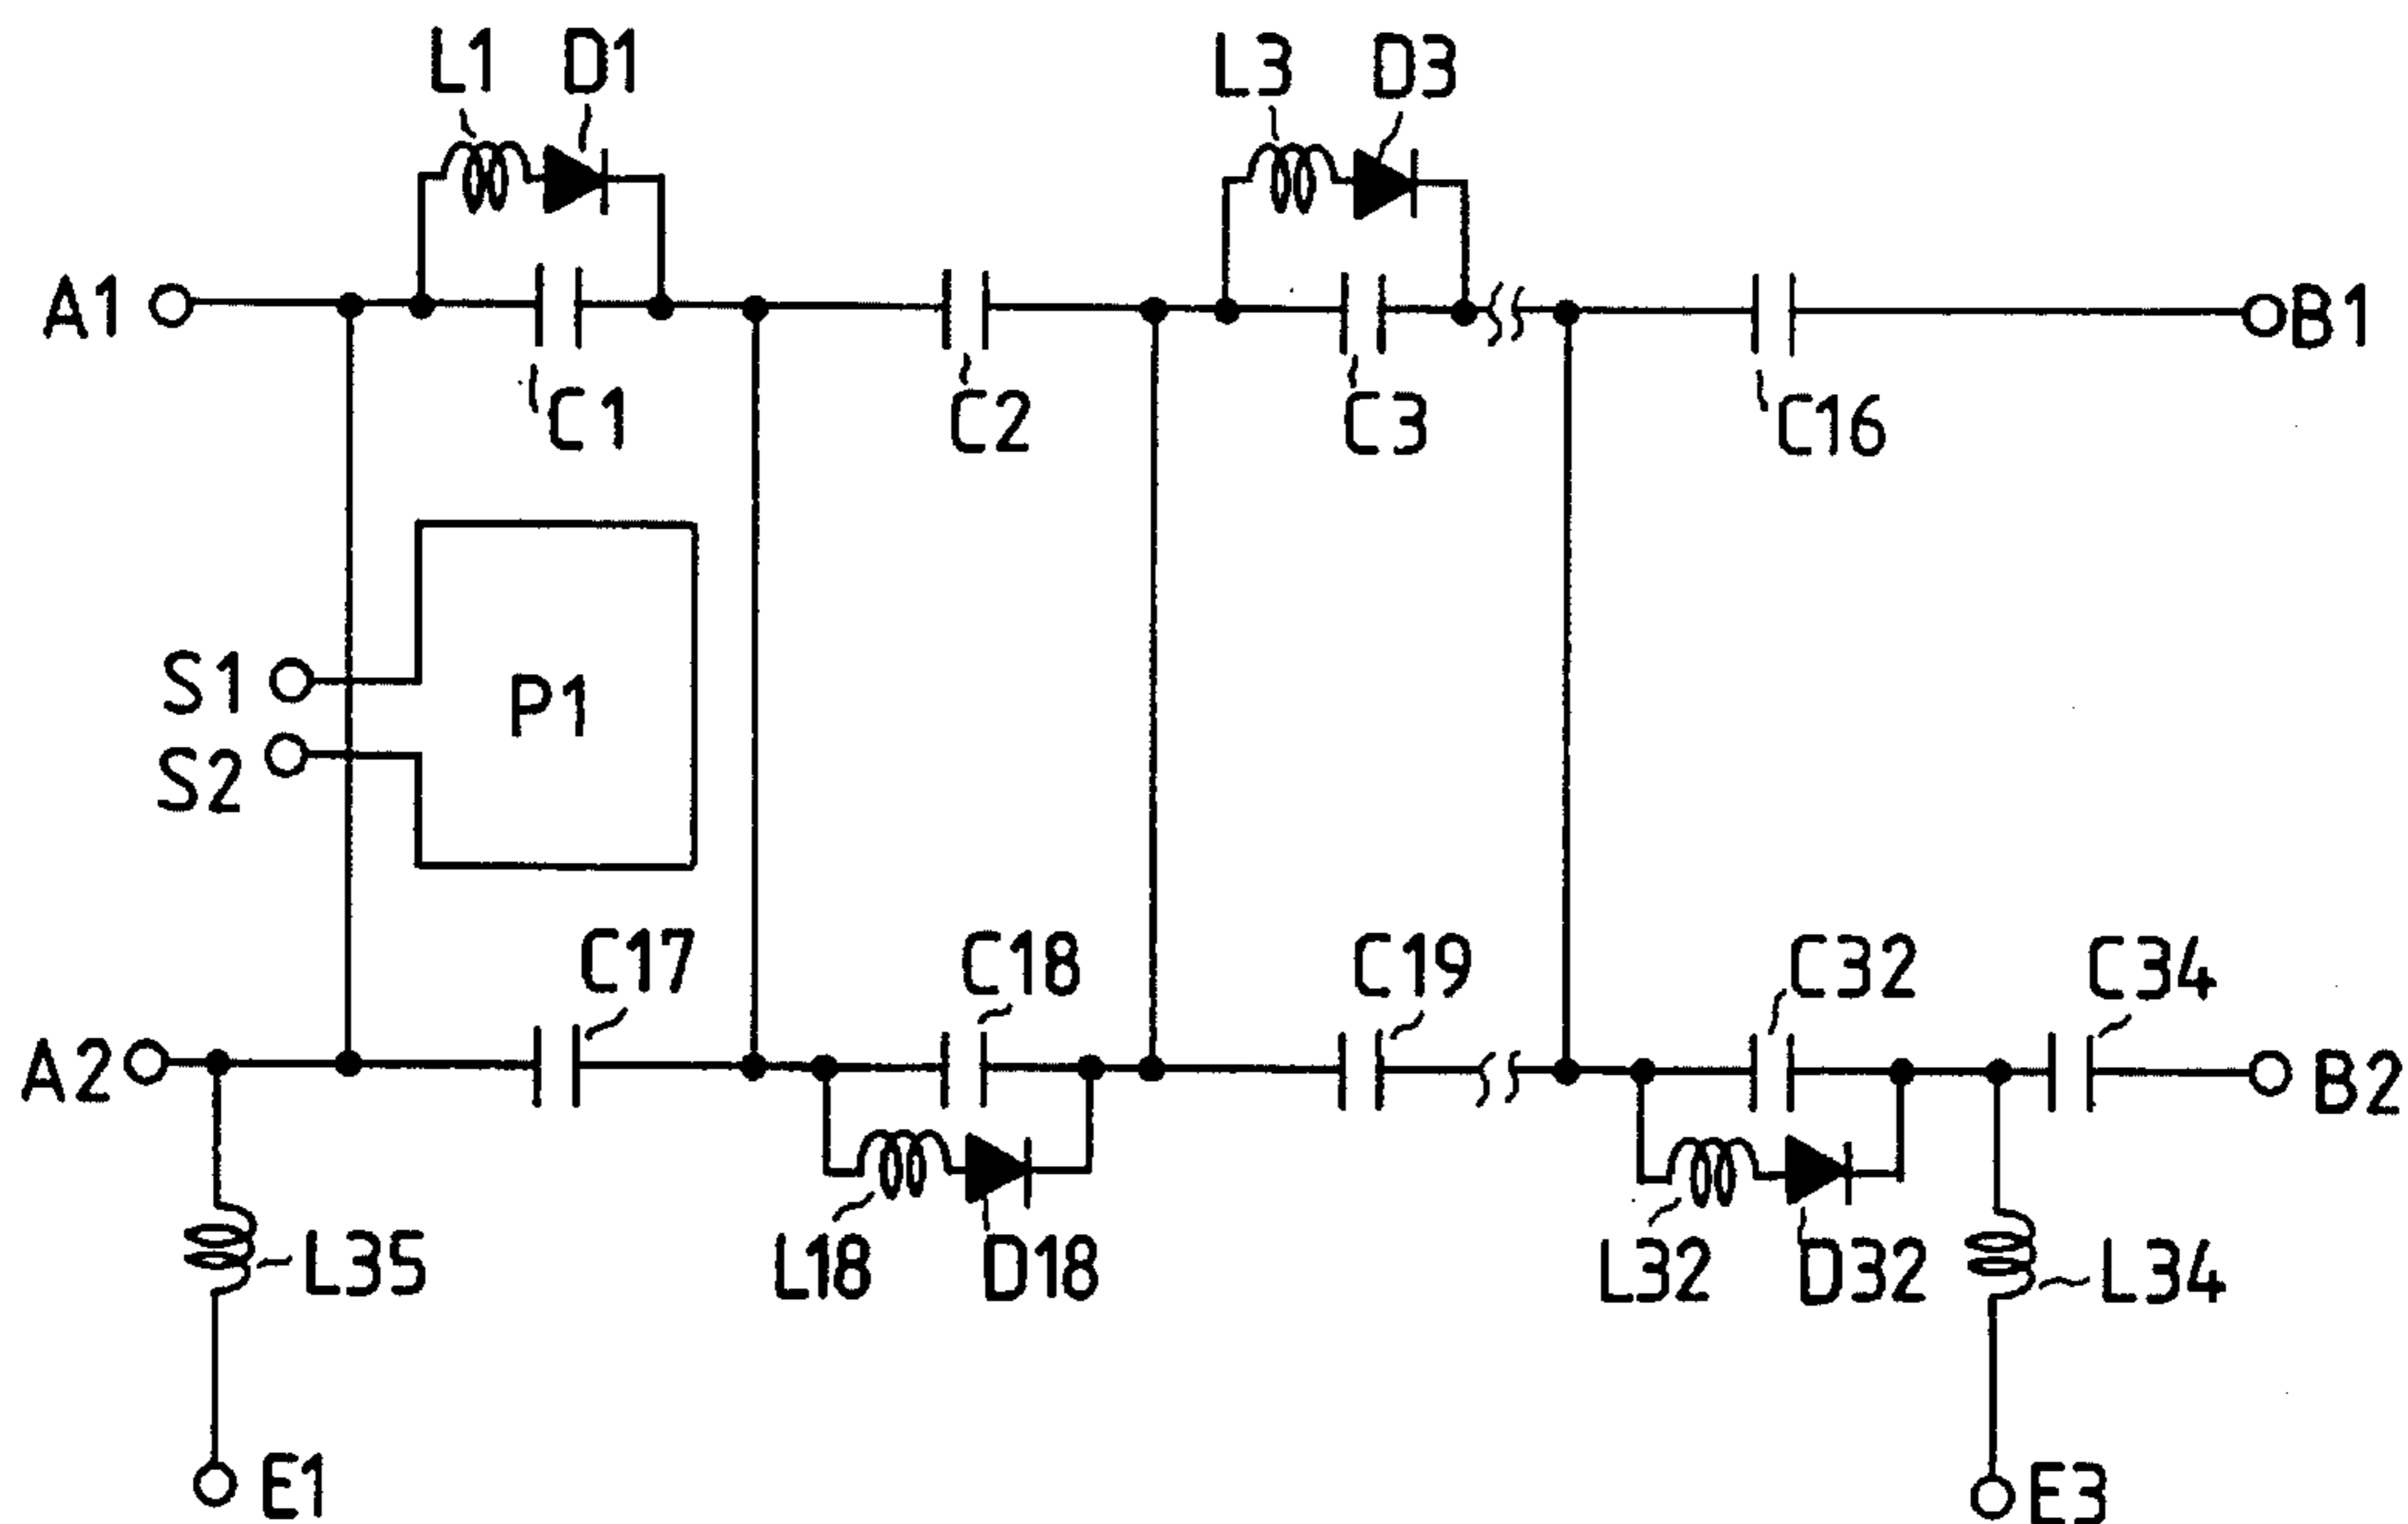 L1 D1 L3 D3
A1 B1
C1 C2 C3 C16
S1
P1
S2
C17 C18 C19 C32 C34
A2 B2
L35 L18 D18 L32 D32 L34
E1 E3